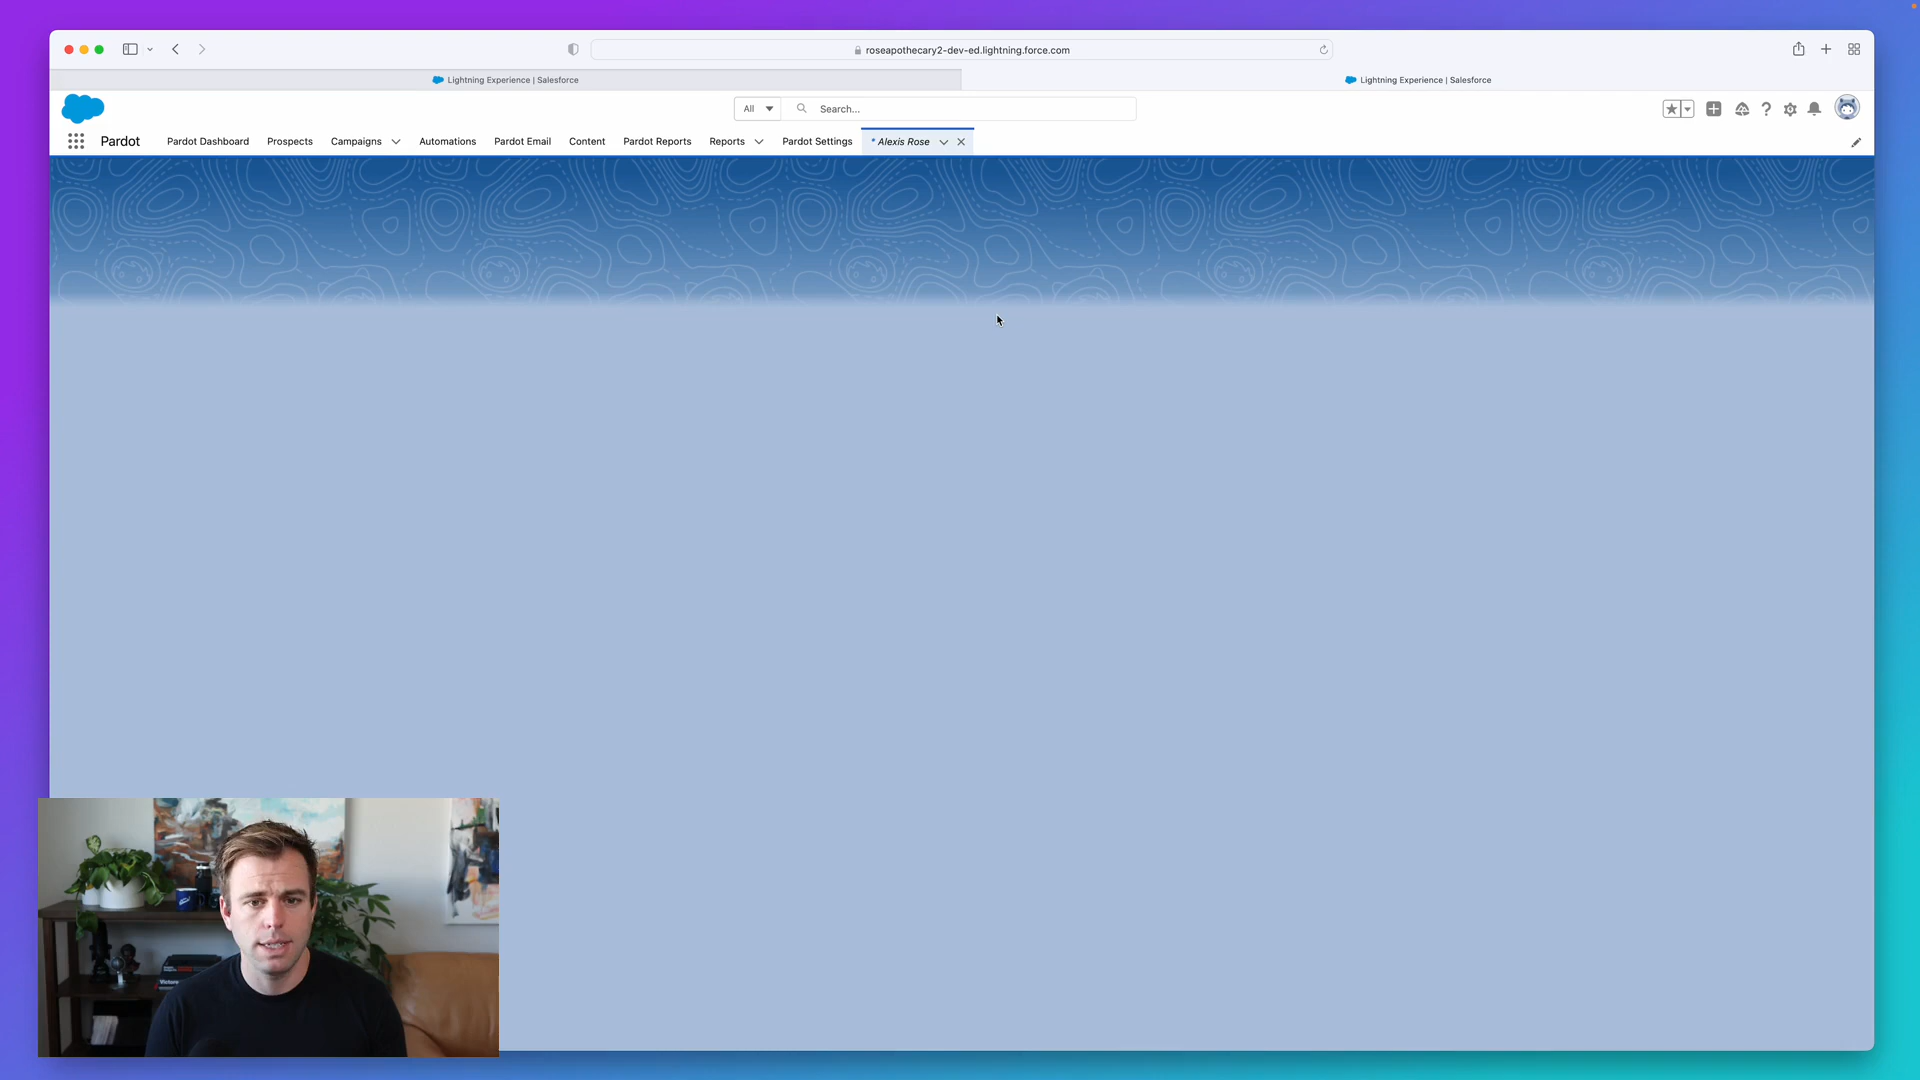 roseapothecary2-dev-ed.lightning.force.com
Lightning Experience | Salesforce
Lightning Experience | Salesforce
All
Search...
Pardot
Pardot Dashboard
Prospects
Campaigns
Automations
Pardot Email
Content
Pardot Reports
Reports
Pardot Settings
* Alexis Rose